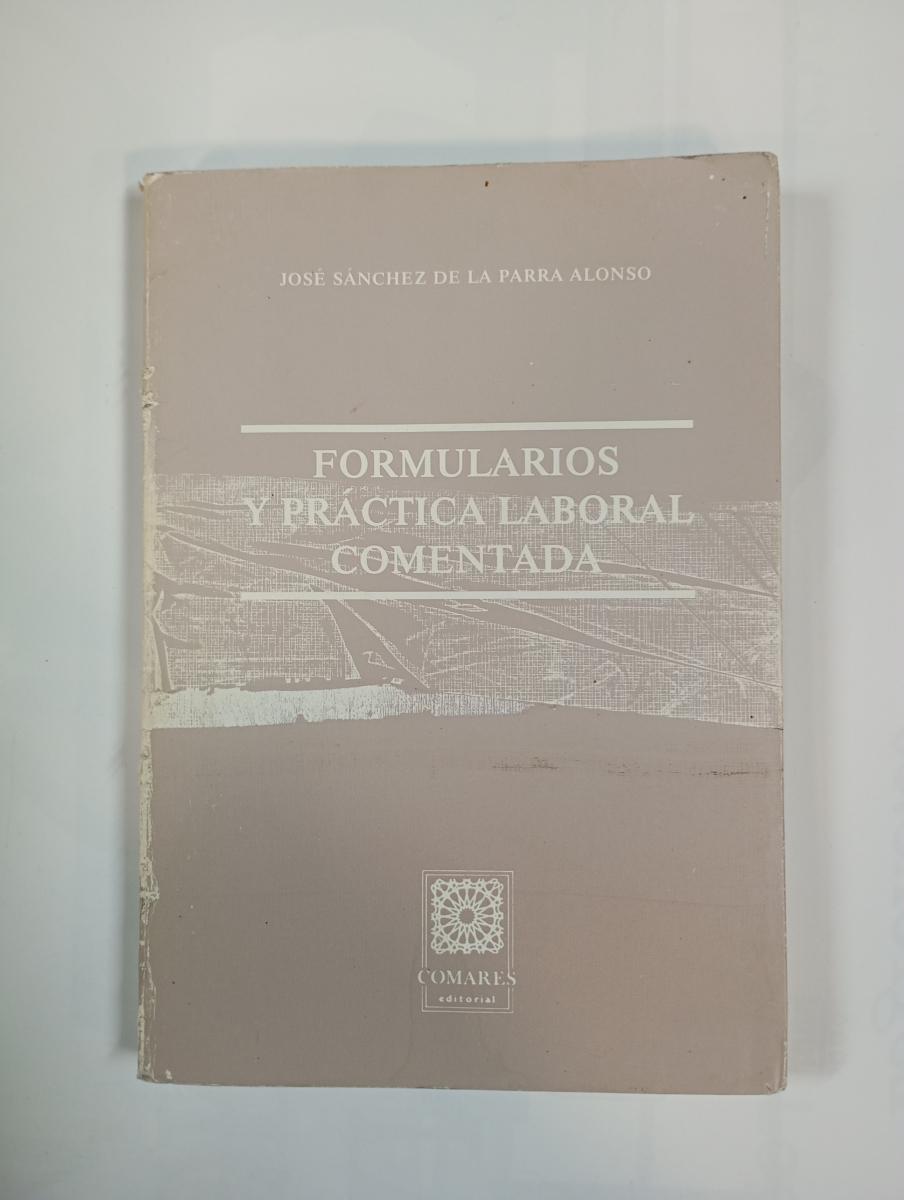 JOSÉ SÁNCHEZ DE LA PARRA ALONSO
FORMULARIOS
Y PRÁCTICA LABORAL
COMENTADA
COMARES
editorial